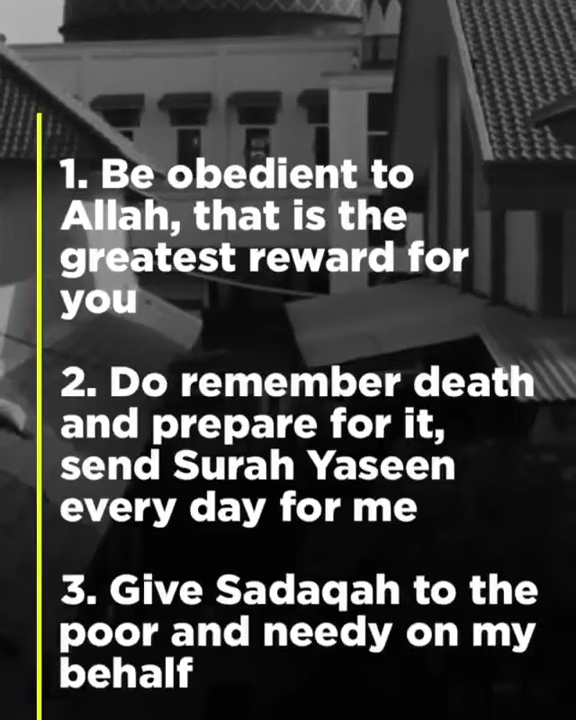 1. Be obedient to
Allah, that is the
greatest reward for
you
2. Do remember death
and prepare for it,
send Surah Yaseen
every day for me
3. Give Sadaqah to the
poor and needy on my
behalf